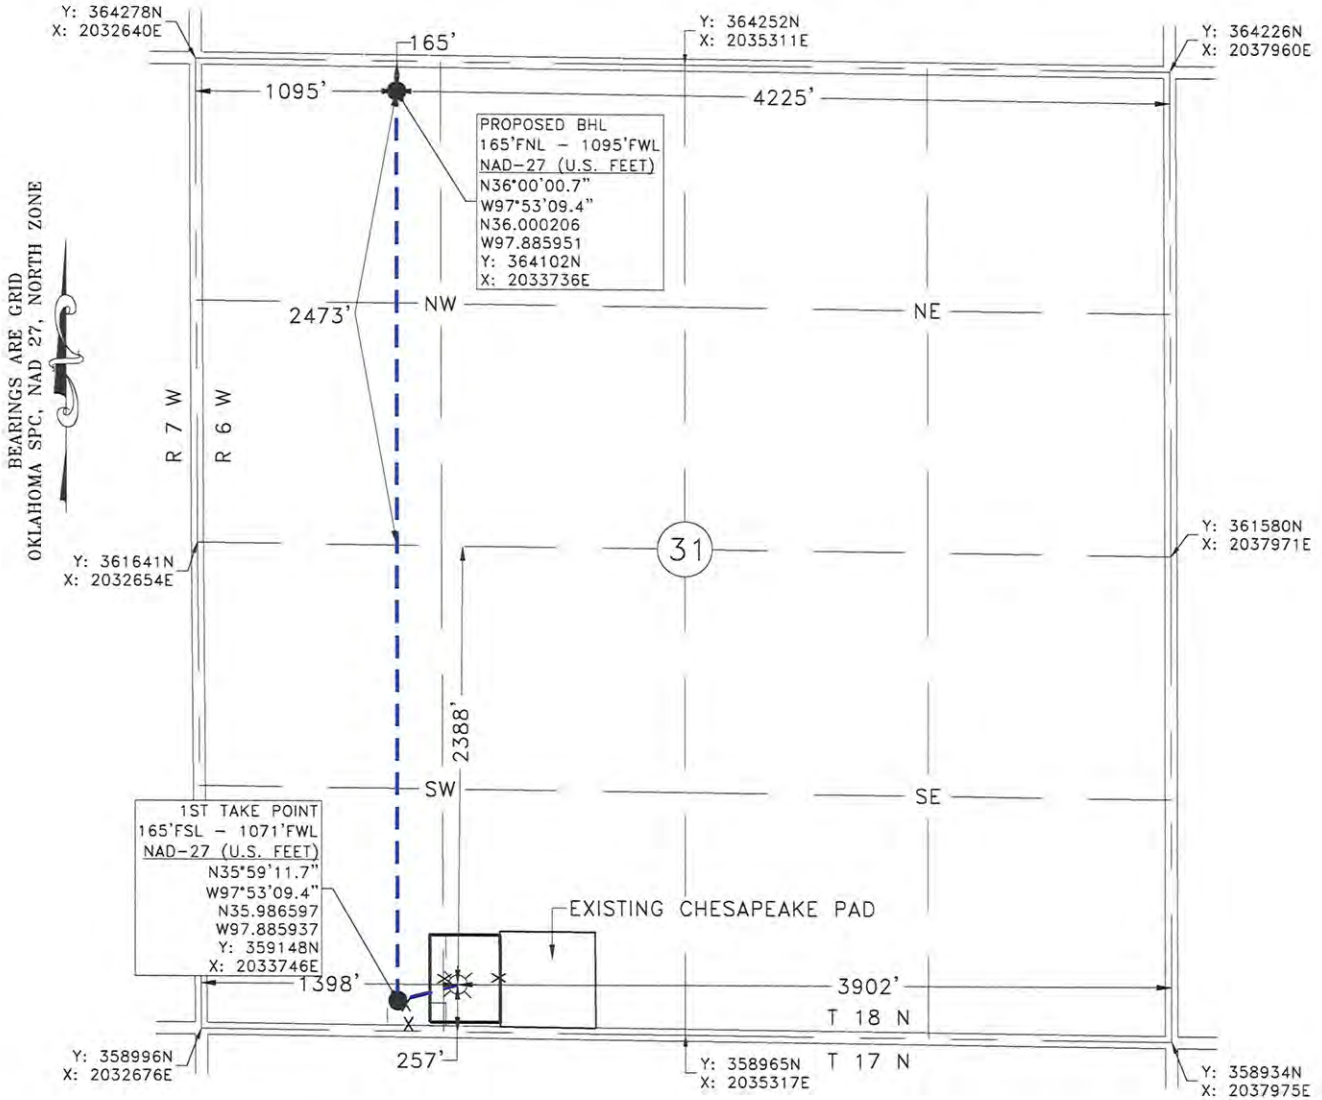 Y: 364278N
X: 2032640E
165'
Y: 364252N
X: 2035311E
Y: 364226N
X: 2037960E
1095'
4225'
PROPOSED BHL
165'FNL - 1095'FWL
NAD-27 (U.S. FEET)
N36°00'00.7"
W97°53'09.4"
N36.000206
W97.885951
Y: 364102N
X: 2033736E
BEARINGS ARE GRID
OKLAHOMA SPC, NAD 27, NORTH ZONE
2473'
NW
NE
R 7 W
R 6 W
Y: 361641N
X: 2032654E
31
Y: 361580N
X: 2037971E
2388'
SW
SE
1ST TAKE POINT
165'FSL - 1071'FWL
NAD-27 (U.S. FEET)
N35°59'11.7"
W97°53'09.4"
N35.986597
W97.885937
Y: 359148N
X: 2033746E
EXISTING CHESAPEAKE PAD
1398'
3902'
T 18 N
T 17 N
257'
Y: 358996N
X: 2032676E
Y: 358965N
X: 2035317E
Y: 358934N
X: 2037975E